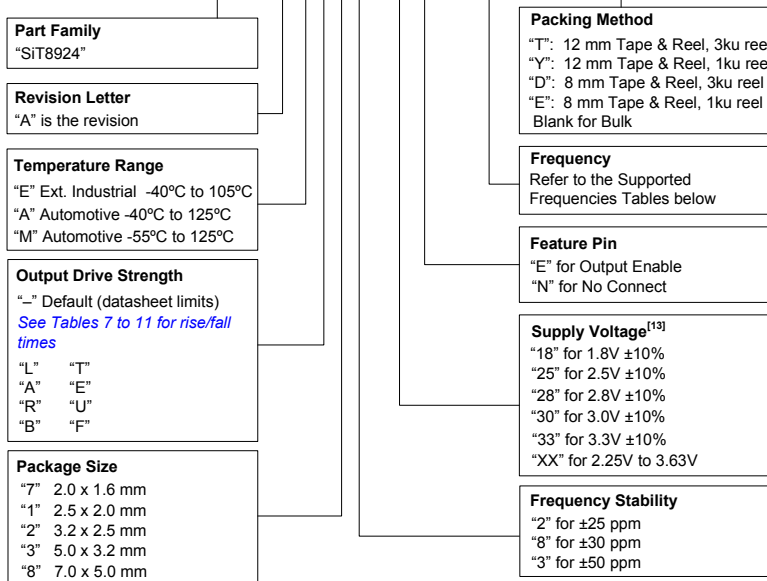 Part Family
“SiT8924”
Revision Letter
“A” is the revision
Temperature Range
“E” Ext. Industrial -40ºC to 105ºC
“A” Automotive -40ºC to 125ºC
“M” Automotive -55ºC to 125ºC
Output Drive Strength
“–” Default (datasheet limits)
See Tables 7 to 11 for rise/fall
times
“L” “T”
“A” “E”
“R” “U”
“B” “F”
Package Size
“7” 2.0 x 1.6 mm
“1” 2.5 x 2.0 mm
“2” 3.2 x 2.5 mm
“3” 5.0 x 3.2 mm
“8” 7.0 x 5.0 mm
Packing Method
“T”: 12 mm Tape & Reel, 3ku ree
“Y”: 12 mm Tape & Reel, 1ku ree
“D”: 8 mm Tape & Reel, 3ku reel
“E”: 8 mm Tape & Reel, 1ku reel
Blank for Bulk
Frequency
Refer to the Supported
Frequencies Tables below
Feature Pin
“E” for Output Enable
“N” for No Connect
Supply Voltage[13]
“18” for 1.8V ±10%
“25” for 2.5V ±10%
“28” for 2.8V ±10%
“30” for 3.0V ±10%
“33” for 3.3V ±10%
“XX” for 2.25V to 3.63V
Frequency Stability
“2” for ±25 ppm
“8” for ±30 ppm
“3” for ±50 ppm